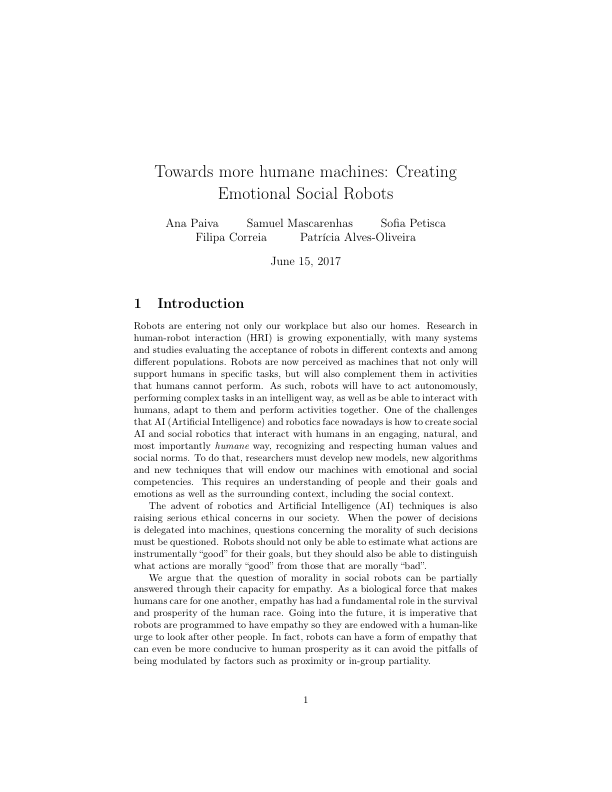 Towards more humane machines: Creating
Emotional Social Robots
Ana Paiva Samuel Mascarenhas Sofia Petisca
Filipa Correia Patrícia Alves-Oliveira
June 15, 2017
1 Introduction
Robots are entering not only our workplace but also our homes. Research in
human-robot interaction (HRI) is growing exponentially, with many systems
and studies evaluating the acceptance of robots in different contexts and among
different populations. Robots are now perceived as machines that not only will
support humans in specific tasks, but will also complement them in activities
that humans cannot perform. As such, robots will have to act autonomously,
performing complex tasks in an intelligent way, as well as be able to interact with
humans, adapt to them and perform activities together. One of the challenges
that AI (Artificial Intelligence) and robotics face nowadays is how to create social
AI and social robotics that interact with humans in an engaging, natural, and
most importantly humane way, recognizing and respecting human values and
social norms. To do that, researchers must develop new models, new algorithms
and new techniques that will endow our machines with emotional and social
competencies. This requires an understanding of people and their goals and
emotions as well as the surrounding context, including the social context.
The advent of robotics and Artificial Intelligence (AI) techniques is also
raising serious ethical concerns in our society. When the power of decisions
is delegated into machines, questions concerning the morality of such decisions
must be questioned. Robots should not only be able to estimate what actions are
instrumentally “good” for their goals, but they should also be able to distinguish
what actions are morally “good” from those that are morally “bad”.
We argue that the question of morality in social robots can be partially
answered through their capacity for empathy. As a biological force that makes
humans care for one another, empathy has had a fundamental role in the survival
and prosperity of the human race. Going into the future, it is imperative that
robots are programmed to have empathy so they are endowed with a human-like
urge to look after other people. In fact, robots can have a form of empathy that
can even be more conducive to human prosperity as it can avoid the pitfalls of
being modulated by factors such as proximity or in-group partiality.
1